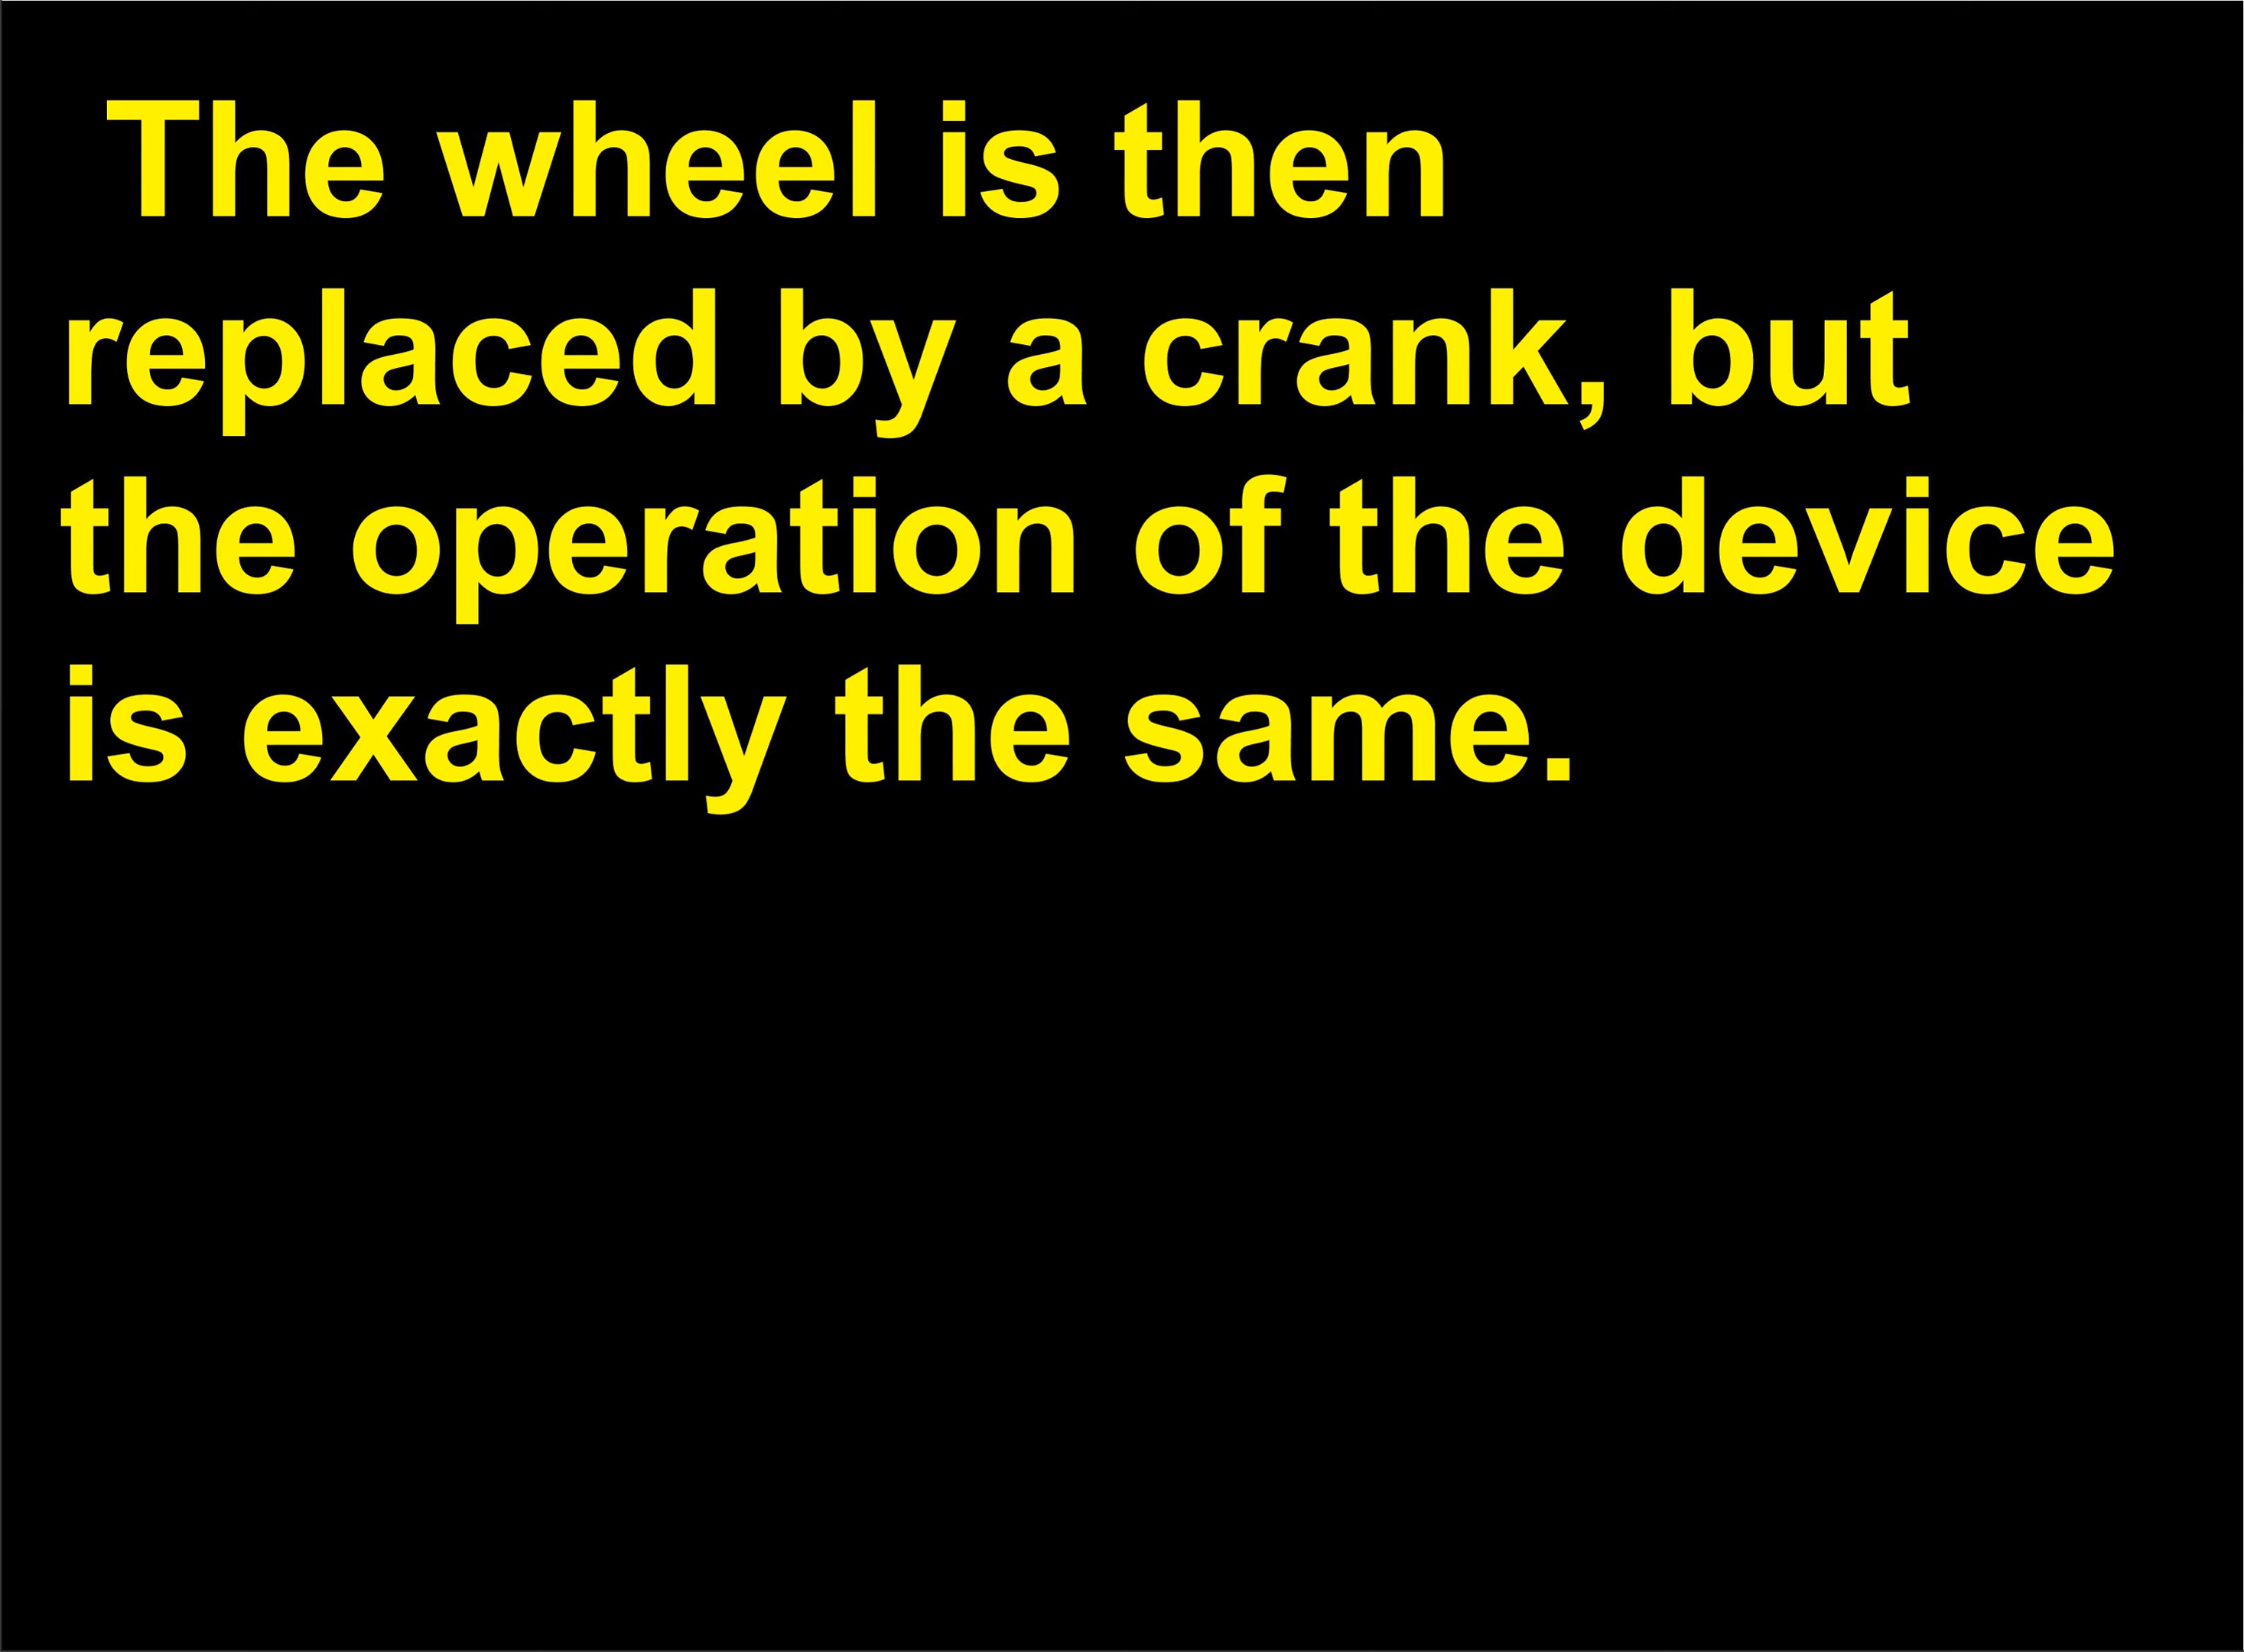 The wheel is then
replaced by a crank, but
the operation of the device
is exactly the same.